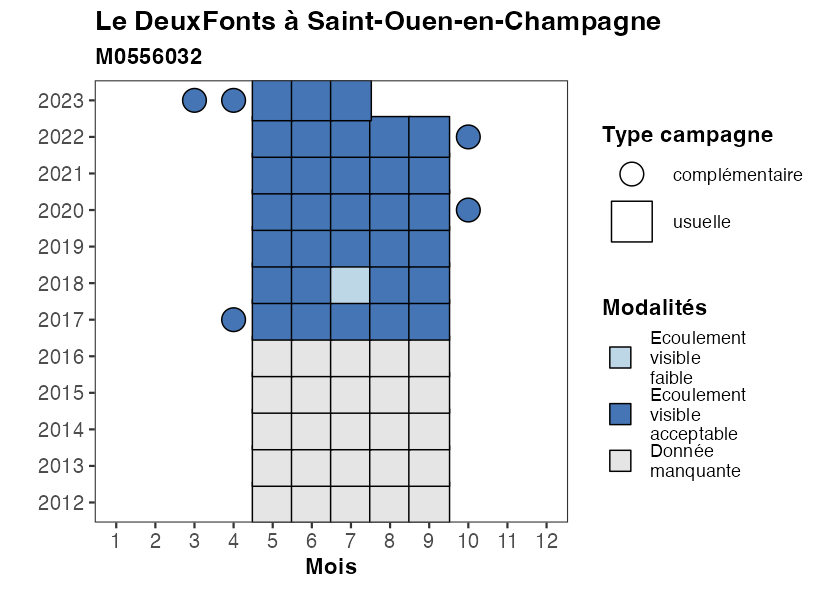 Le DeuxFonts à Saint-Ouen-en-Champagne
M0556032
2023
2022
2021
2020
2019
2018
2017
2016
2015
2014
2013
2012
1 2 3 4 5 6 7 8 9 10 11 12
Mois
Type campagne
complémentaire
usuelle
Modalités
Ecoulement
visible
faible
Ecoulement
visible
acceptable
Donnée
manquante